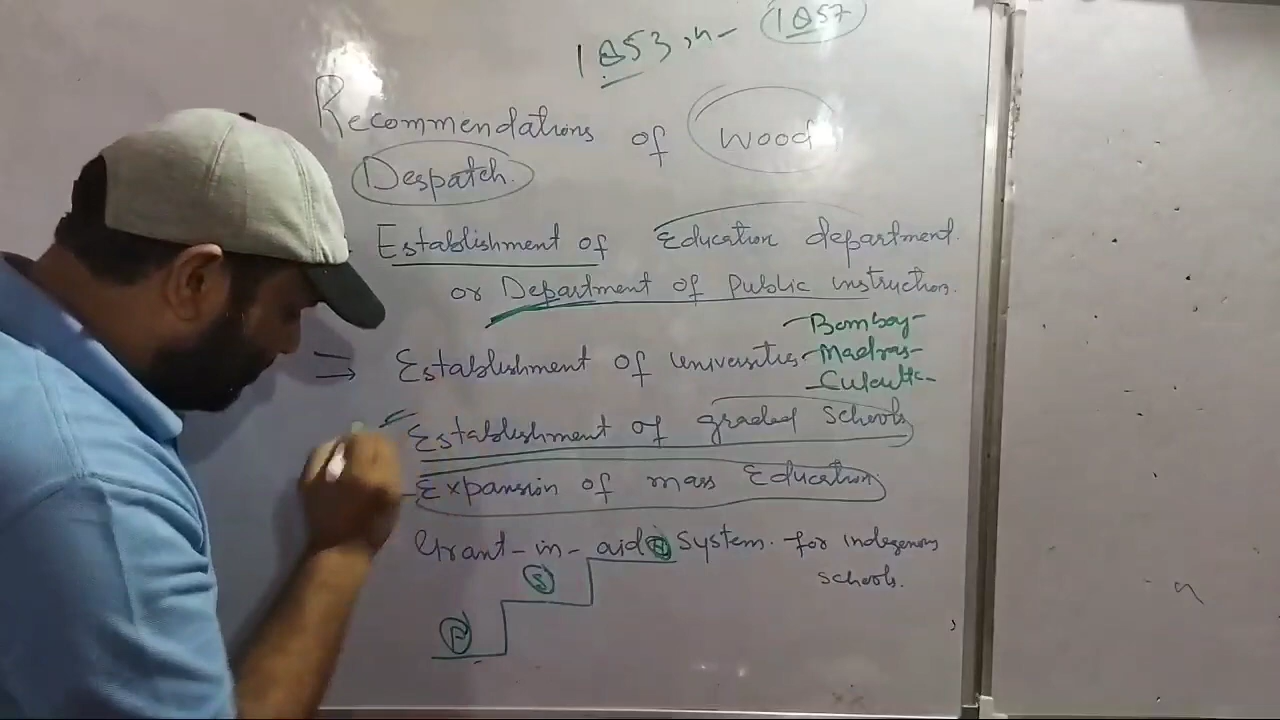 1853 in - 1857
Recommendations of Wood
Despatch.
Establishment of Education department.
or Department of Public instruction.
Establishment of Universities - Bombay -
- Madras -
Establishment of graded Schools
Expansion of mass Education
Grant-in-aid System. for indegenous
schools.
S
P